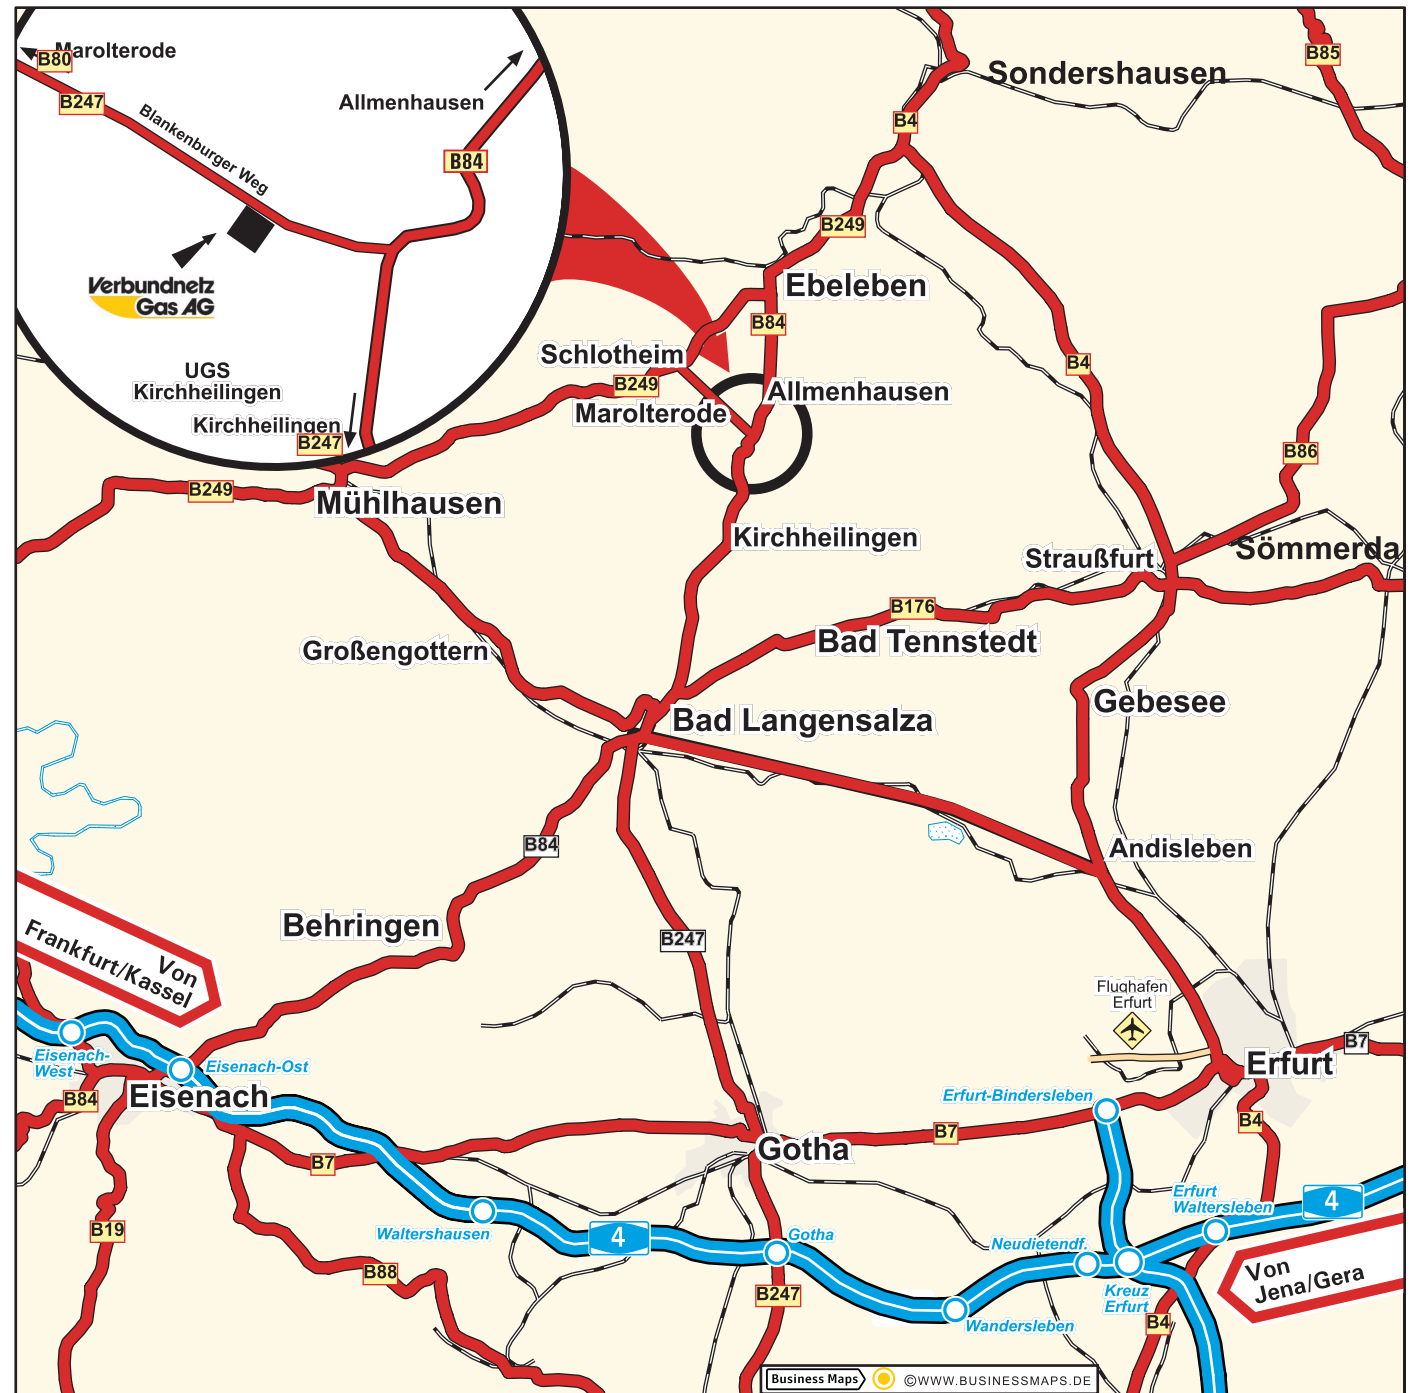 Marolterode
B80
B247
Blankenburger Weg
Allmenhausen
B84
Verbundnetz
Gas AG
UGS
Kirchheilingen
Kirchheilingen
B247
Sondershausen
B85
B4
B249
Ebeleben
B84
Schlotheim
B249
Allmenhausen
Marolterode
B4
B86
B249
Mühlhausen
Kirchheilingen
Straußfurt
Sömmerda
B176
Bad Tennstedt
Großengottern
Gebesee
Bad Langensalza
B84
Andisleben
Behringen
B247
Von
Frankfurt/Kassel
Flughafen
Erfurt
Eisenach-
West
Eisenach-Ost
Eisenach
B84
Erfurt
B7
Erfurt-Bindersleben
B7
B4
Gotha
B7
B19
Waltershausen
4
Gotha
Neudietendf.
Erfurt
Waltersleben
4
B88
B247
Kreuz
Erfurt
Von
Jena/Gera
Wandersleben
B4
Business Maps
©WWW.BUSINESSMAPS.DE